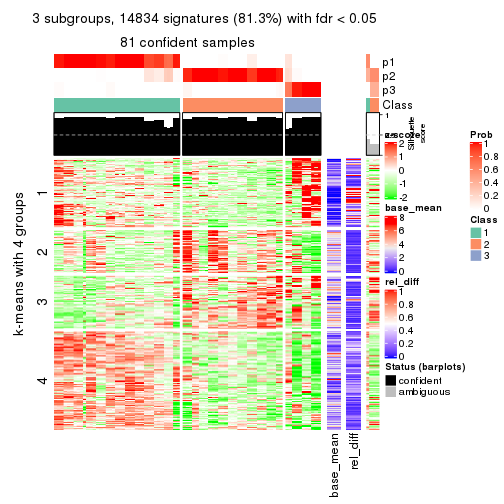 3 subgroups, 14834 signatures (81.3%) with fdr < 0.05
81 confident samples
p1
p2
p3
Class
1
Silhouette
score
k-means with 4 groups
1
2
3
4
z-score
2
1
0
-1
-2
base_mean
8
6
4
2
0
rel_diff
1
0.8
0.6
0.4
0.2
0
Status (barplots)
confident
ambiguous
Prob
1
0.8
0.6
0.4
0.2
0
Class
1
2
3
base_mean
rel_diff